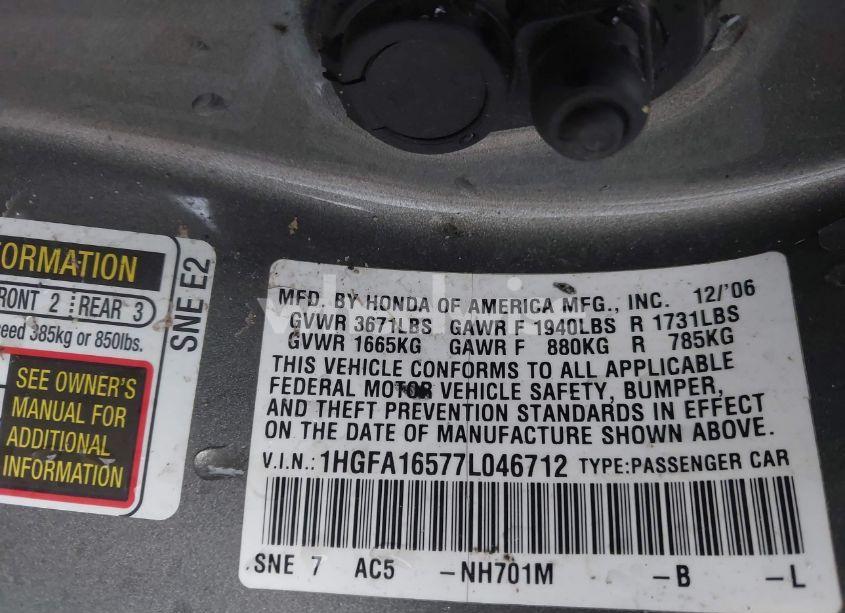 FORMATION
FRONT 2 REAR 3
385kg or 850lbs.
SEE OWNER'S
MANUAL FOR
ADDITIONAL
INFORMATION
SNE E2
MFD. BY HONDA OF AMERICA MFG., INC. 12/'06
GVWR 3671LBS GAWR F 1940LBS R 1731LBS
GVWR 1665KG GAWR F 880KG R 785KG
THIS VEHICLE CONFORMS TO ALL APPLICABLE
FEDERAL MOTOR VEHICLE SAFETY, BUMPER,
AND THEFT PREVENTION STANDARDS IN EFFECT
ON THE DATE OF MANUFACTURE SHOWN ABOVE.
V.I.N.: 1HGFA16577L046712 TYPE:PASSENGER CAR
SNE 7 AC5 -NH701M -B -L